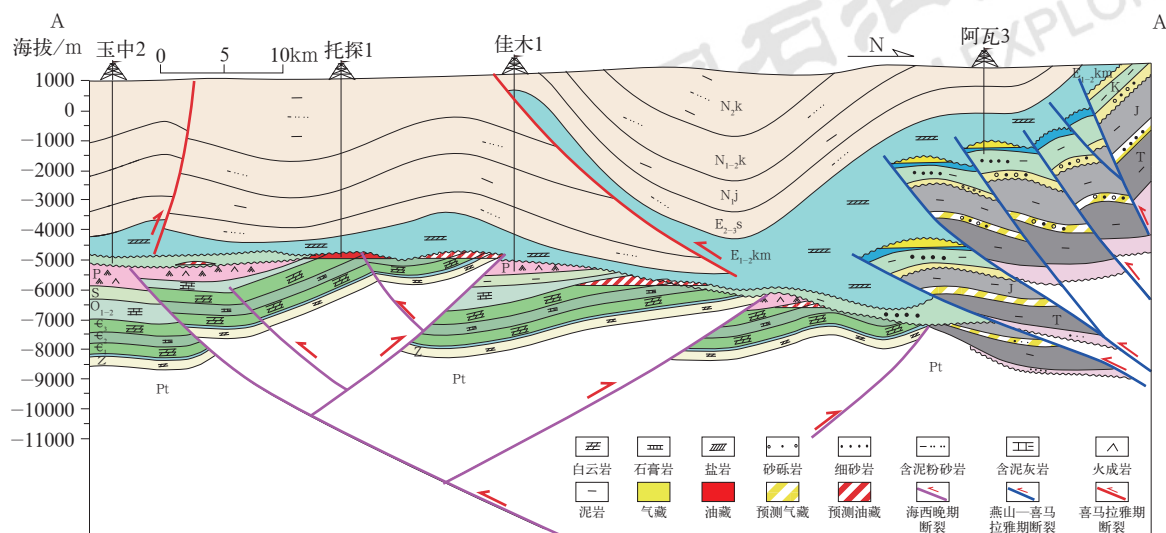 A
A
海拔/m
玉中2
0
5
10km
托探1
佳木1
N
阿瓦3
1000
0
−1000
−2000
−3000
−4000
−5000
−6000
−7000
−8000
−9000
−10000
−11000
N₂k
N₁₋₂k
N₁j
E₂₋₃s
E₁₋₂km
E₁₋₂km
K
J
T
P
S
O₁₋₂
Z
P
Z
J
T
Pt
Pt
Pt
白云岩
石膏岩
盐岩
砂砾岩
细砂岩
含泥粉砂岩
含泥灰岩
火成岩
泥岩
气藏
油藏
预测气藏
预测油藏
海西晚期
断裂
燕山—喜马
拉雅期断裂
喜马拉雅期
断裂